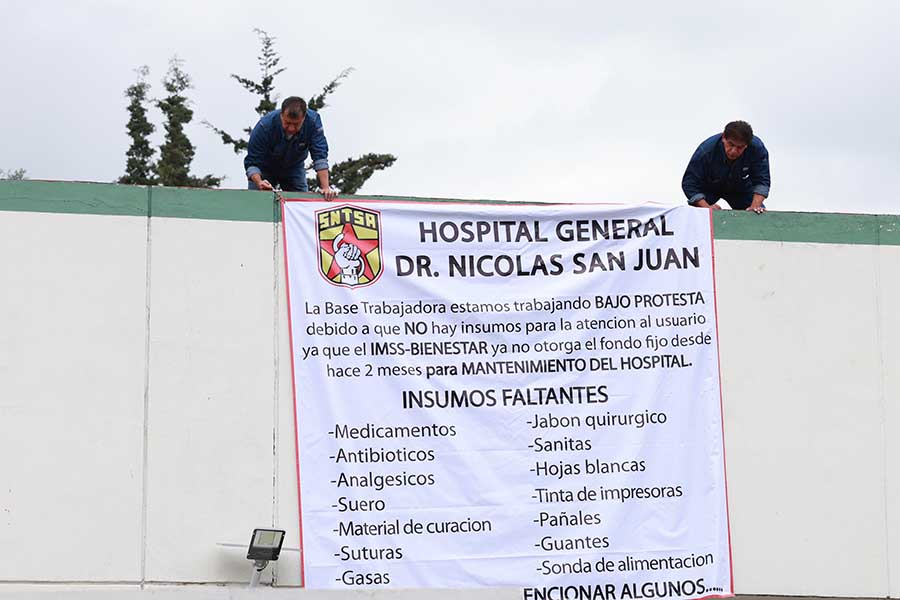 SNTSA
HOSPITAL GENERAL
DR. NICOLAS SAN JUAN
La Base Trabajadora estamos trabajando BAJO PROTESTA
debido a que NO hay insumos para la atencion al usuario
ya que el IMSS-BIENESTAR ya no otorga el fondo fijo desde
hace 2 meses para MANTENIMIENTO DEL HOSPITAL.
INSUMOS FALTANTES
-Medicamentos
-Antibioticos
-Analgesicos
-Suero
-Material de curacion
-Suturas
-Gasas
-Jabon quirurgico
-Sanitas
-Hojas blancas
-Tinta de impresoras
-Pañales
-Guantes
-Sonda de alimentacion
ENCIONAR ALGUNOS......